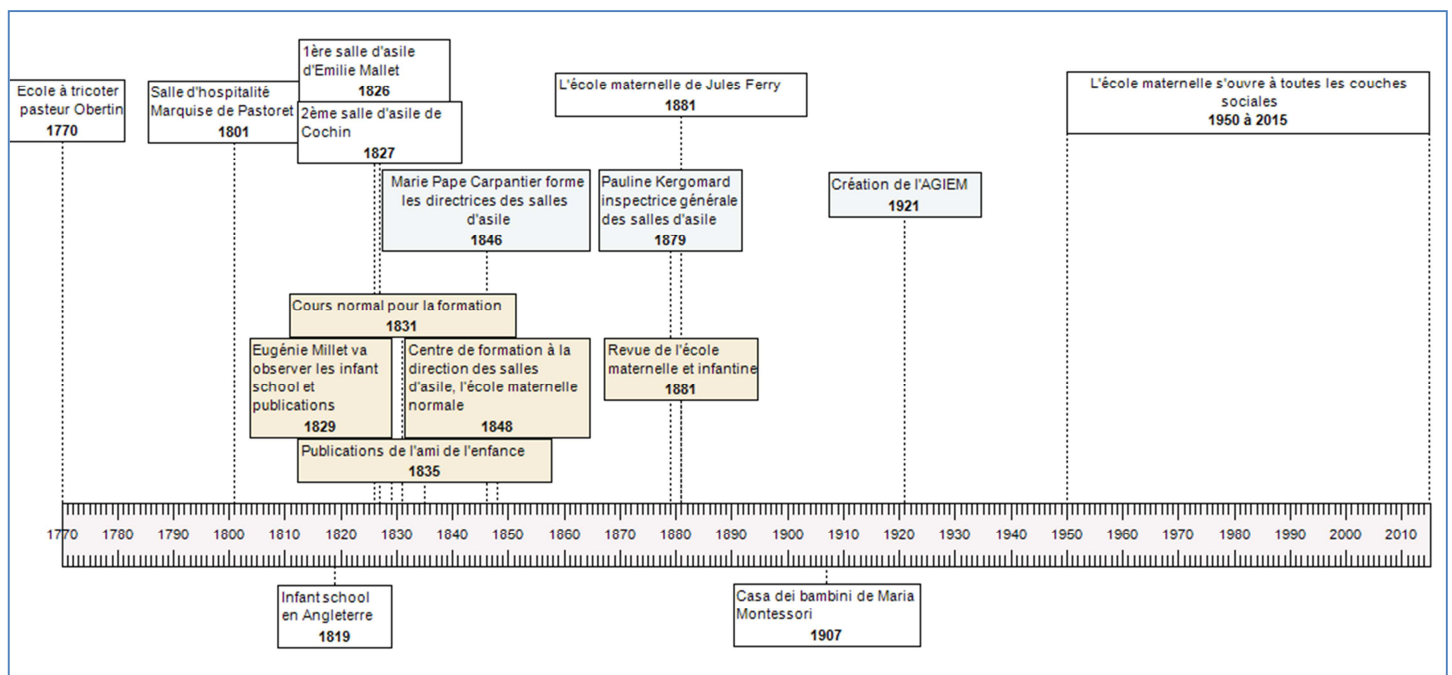 Ecole à tricoter
pasteur Obertin
1770
Salle d'hospitalité
Marquise de Pastoret
1801
1ère salle d'asile
d'Emilie Mallet
1826
2ème salle d'asile de
Cochin
1827
L'école maternelle de Jules Ferry
1881
L'école maternelle s'ouvre à toutes les couches
sociales
1950 à 2015
Marie Pape Carpantier forme
les directrices des salles
d'asile
1846
Pauline Kergomard
inspectrice générale
des salles d'asile
1879
Création de l'AGIEM
1921
Cours normal pour la formation
1831
Eugénie Millet va
observer les infant
school et
publications
1829
Centre de formation à la
direction des salles
d'asile, l'école maternelle
normale
1848
Revue de l'école
maternelle et infantine
1881
Publications de l'ami de l'enfance
1835
1770 1780 1790 1800 1810 1820 1830 1840 1850 1860 1870 1880 1890 1900 1910 1920 1930 1940 1950 1960 1970 1980 1990 2000 2010
Infant school
en Angleterre
1819
Casa dei bambini de Maria
Montessori
1907